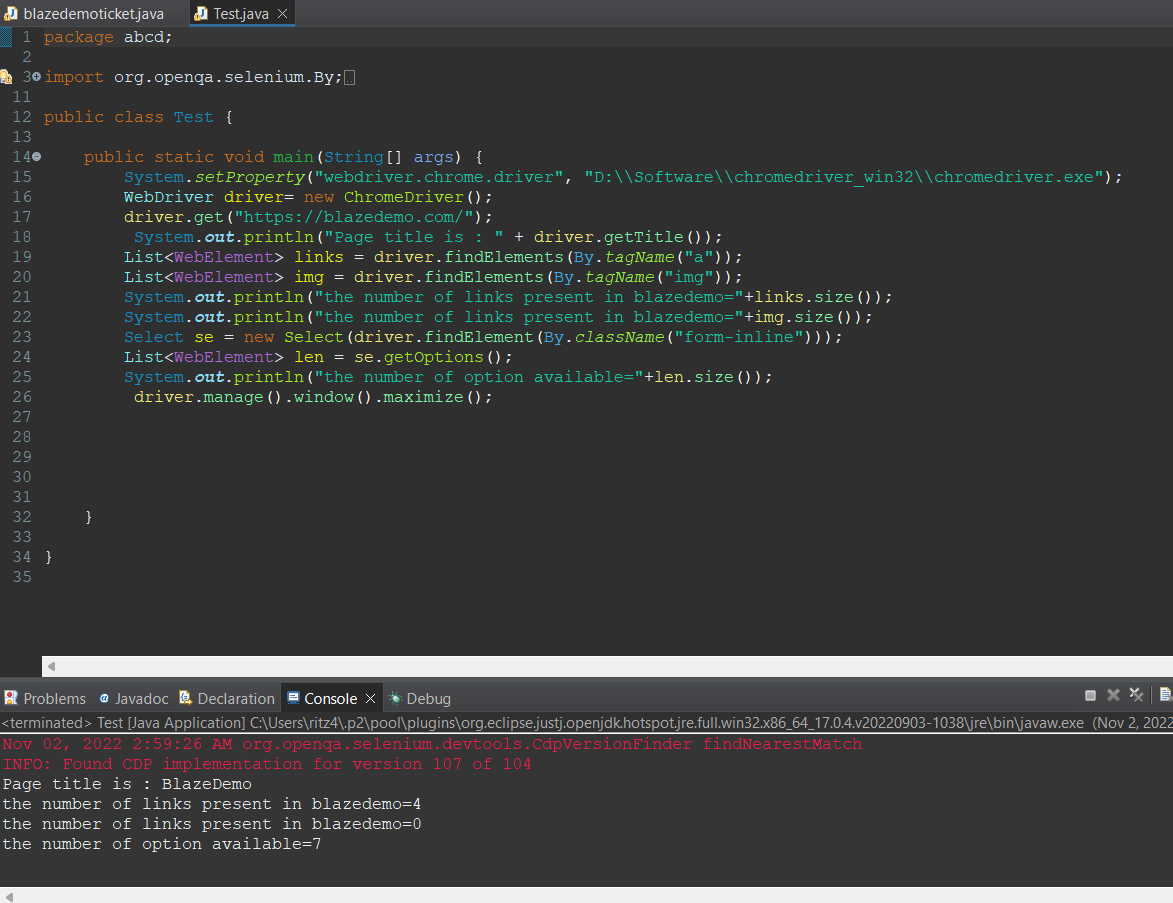 blazedemoticket.java Test.java
1 package abcd;
2
3 import org.openqa.selenium.By;
11
12 public class Test {
13
14 public static void main(String[] args) {
15 System.setProperty("webdriver.chrome.driver", "D:\\Software\\chromedriver_win32\\chromedriver.exe");
16 WebDriver driver= new ChromeDriver();
17 driver.get("https://blazedemo.com/");
18 System.out.println("Page title is : " + driver.getTitle());
19 List<WebElement> links = driver.findElements(By.tagName("a"));
20 List<WebElement> img = driver.findElements(By.tagName("img"));
21 System.out.println("the number of links present in blazedemo="+links.size());
22 System.out.println("the number of links present in blazedemo="+img.size());
23 Select se = new Select(driver.findElement(By.className("form-inline")));
24 List<WebElement> len = se.getOptions();
25 System.out.println("the number of option available="+len.size());
26 driver.manage().window().maximize();
27
28
29
30
31
32 }
33
34 }
35
Problems @ Javadoc Declaration Console Debug
<terminated> Test [Java Application] C:\Users\ritz4\.p2\pool\plugins\org.eclipse.justj.openjdk.hotspot.jre.full.win32.x86_64_17.0.4.v20220903-1038\jre\bin\javaw.exe (Nov 2, 2022
Nov 02, 2022 2:59:26 AM org.openqa.selenium.devtools.CdpVersionFinder findNearestMatch
INFO: Found CDP implementation for version 107 of 104
Page title is : BlazeDemo
the number of links present in blazedemo=4
the number of links present in blazedemo=0
the number of option available=7